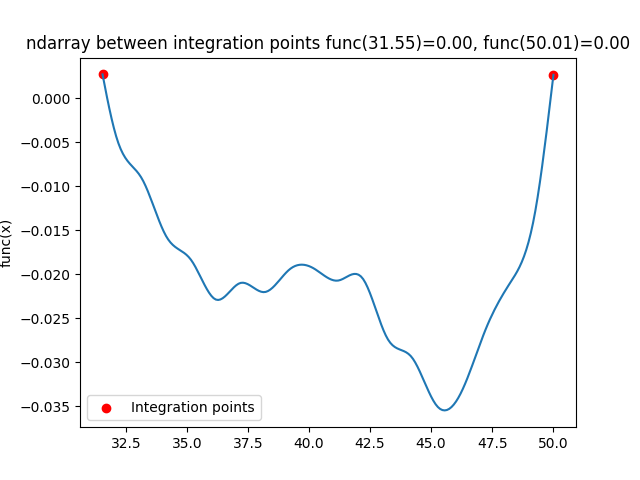 ndarray between integration points func(31.55)=0.00, func(50.01)=0.00
func(x)
0.000
−0.005
−0.010
−0.015
−0.020
−0.025
−0.030
−0.035
Integration points
32.5 35.0 37.5 40.0 42.5 45.0 47.5 50.0